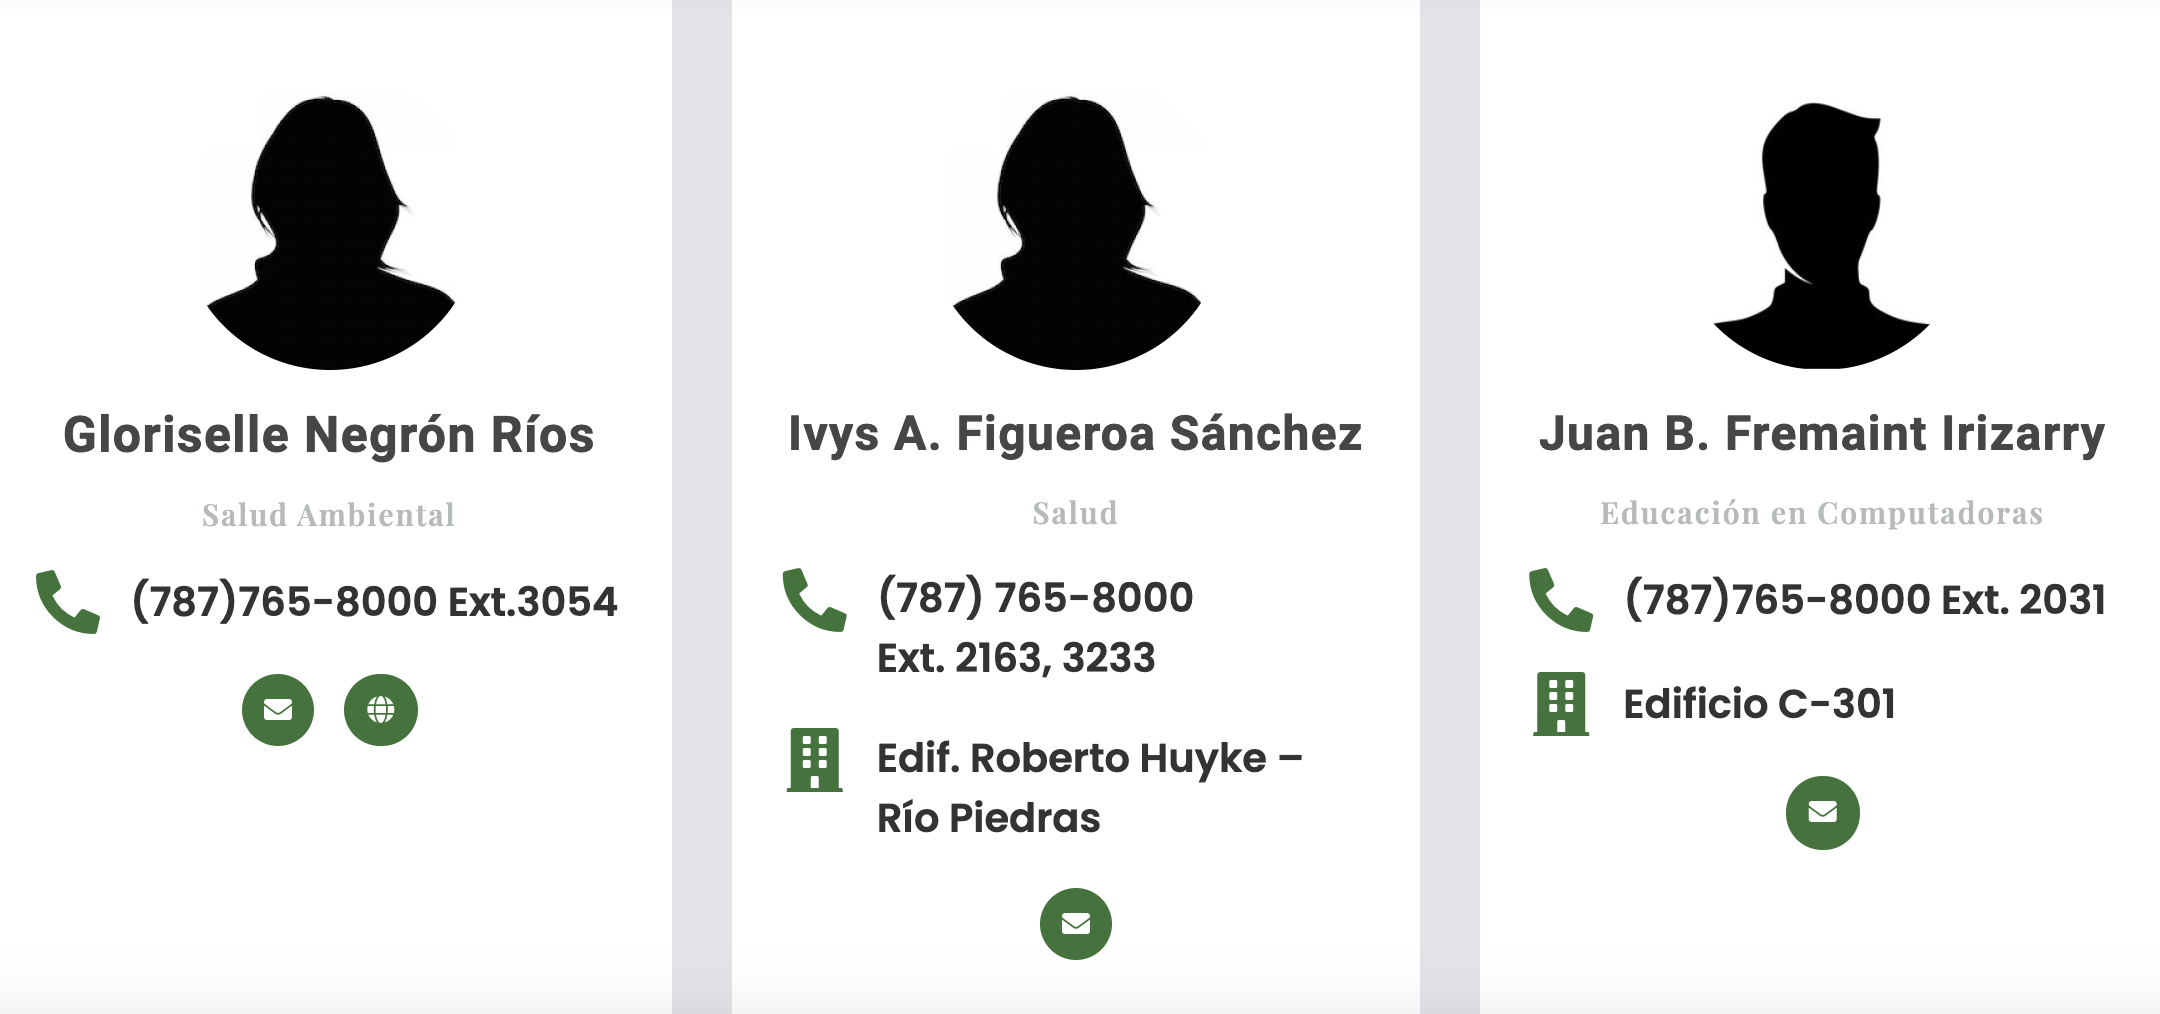 Gloriselle Negrón Ríos
Salud Ambiental
(787)765-8000 Ext.3054
Ivys A. Figueroa Sánchez
Salud
(787) 765-8000
Ext. 2163, 3233
Edif. Roberto Huyke –
Río Piedras
Juan B. Fremaint Irizarry
Educación en Computadoras
(787)765-8000 Ext. 2031
Edificio C-301